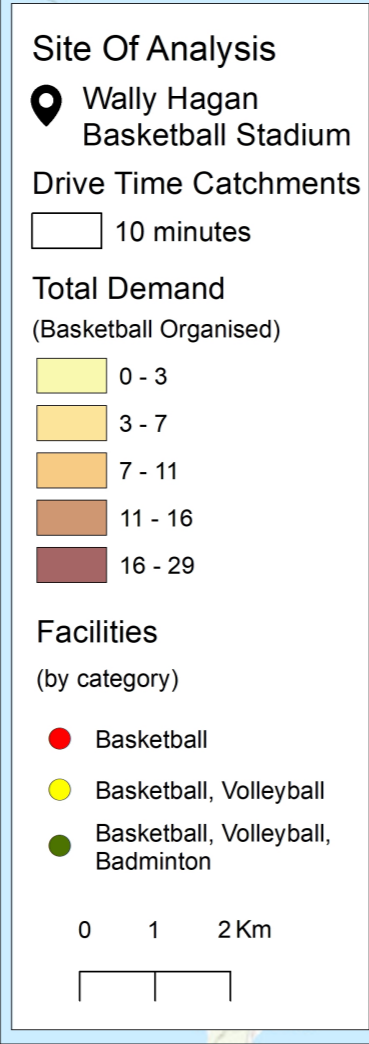 Site Of Analysis
Wally Hagan
Basketball Stadium
Drive Time Catchments
10 minutes
Total Demand
(Basketball Organised)
0 - 3
3 - 7
7 - 11
11 - 16
16 - 29
Facilities
(by category)
Basketball
Basketball, Volleyball
Basketball, Volleyball,
Badminton
0 1 2 Km